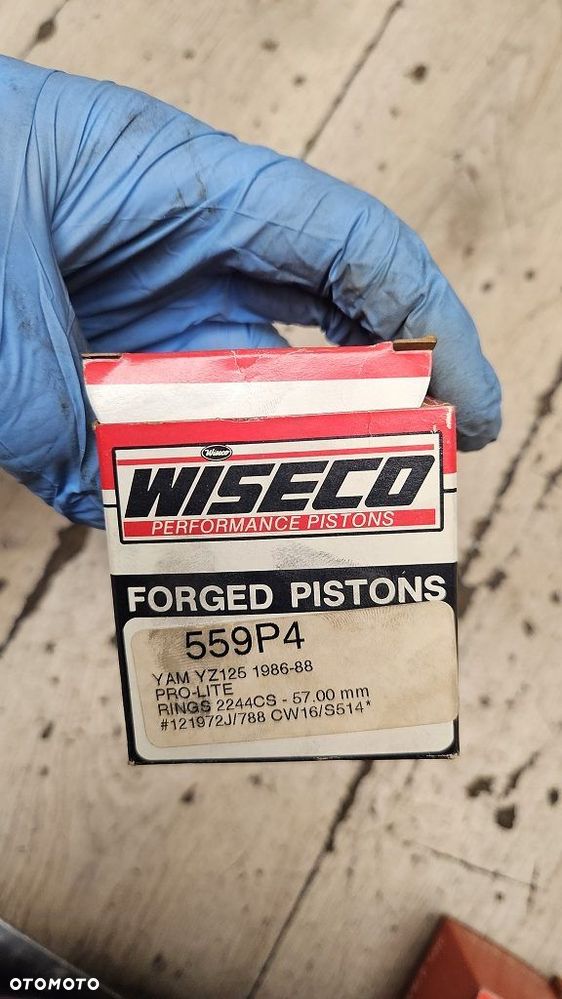 Wiseco
WISECO
PERFORMANCE PISTONS
FORGED PISTONS
559P4
YAM YZ125 1986-88
PRO-LITE
RINGS 2244CS - 57.00 mm
#121972J/788 CW16/S514*
OTOMOTO